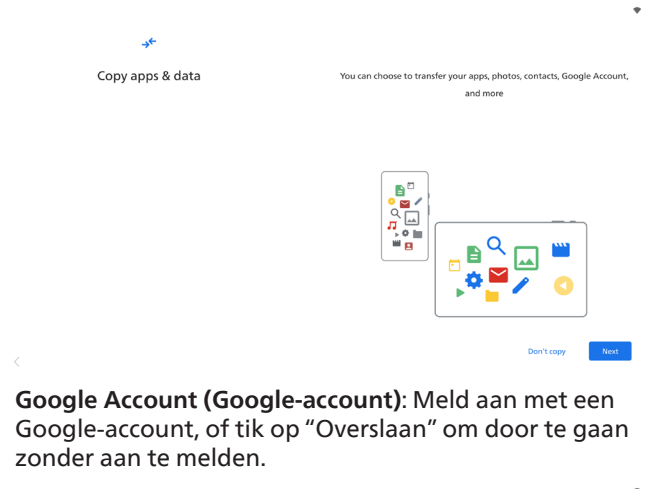 Copy apps & data
You can choose to transfer your apps, photos, contacts, Google Account,
and more
Don't copy
Next
Google Account (Google-account): Meld aan met een
Google-account, of tik op “Overslaan” om door te gaan
zonder aan te melden.